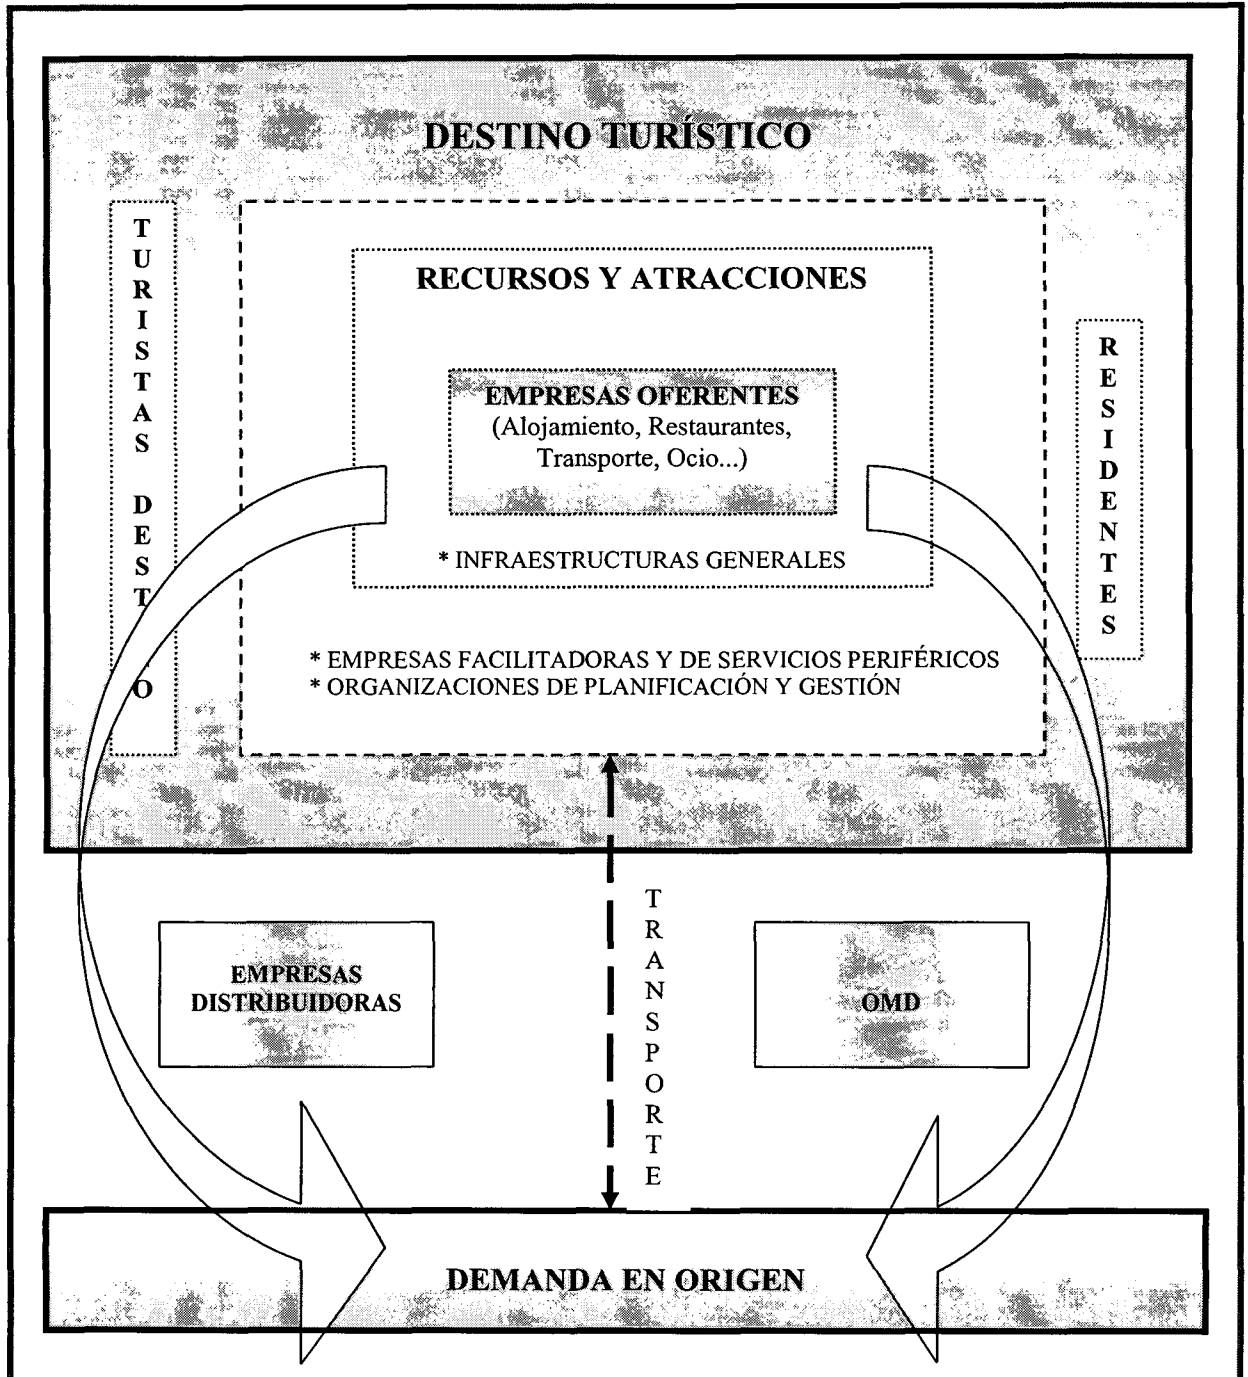 DESTINO TURÍSTICO
TURISTAS DEST O
RECURSOS Y ATRACCIONES
EMPRESAS OFERENTES
(Alojamiento, Restaurantes,
Transporte, Ocio...)
* INFRAESTRUCTURAS GENERALES
RESIDENTES
* EMPRESAS FACILITADORAS Y DE SERVICIOS PERIFÉRICOS
* ORGANIZACIONES DE PLANIFICACIÓN Y GESTIÓN
EMPRESAS
DISTRIBUIDORAS
TRANSPORTE
OMD
DEMANDA EN ORIGEN